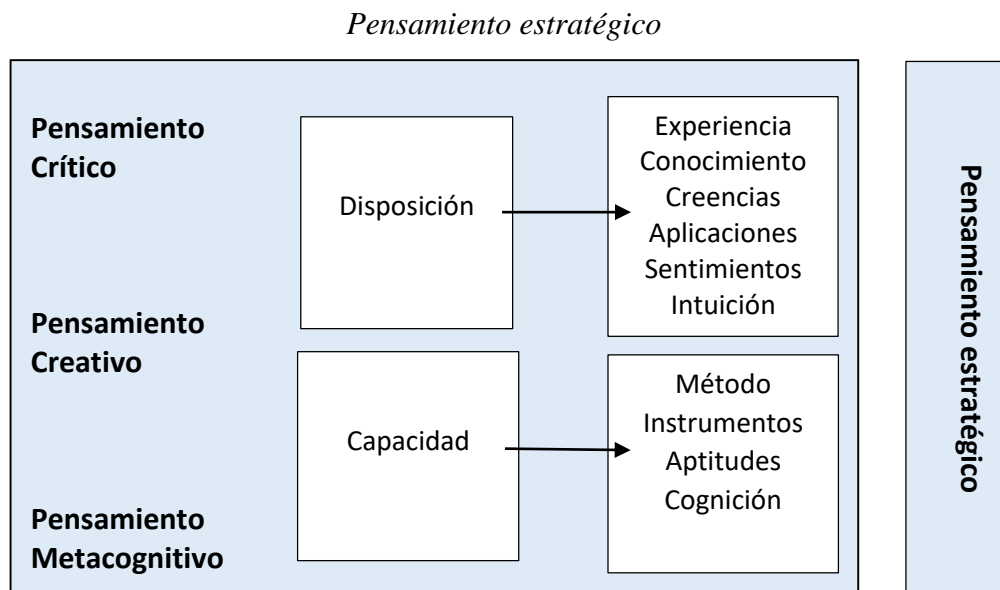 Pensamiento estratégico
Pensamiento
Crítico
Pensamiento
Creativo
Pensamiento
Metacognitivo
Disposición
Experiencia
Conocimiento
Creencias
Aplicaciones
Sentimientos
Intuición
Capacidad
Método
Instrumentos
Aptitudes
Cognición
Pensamiento estratégico